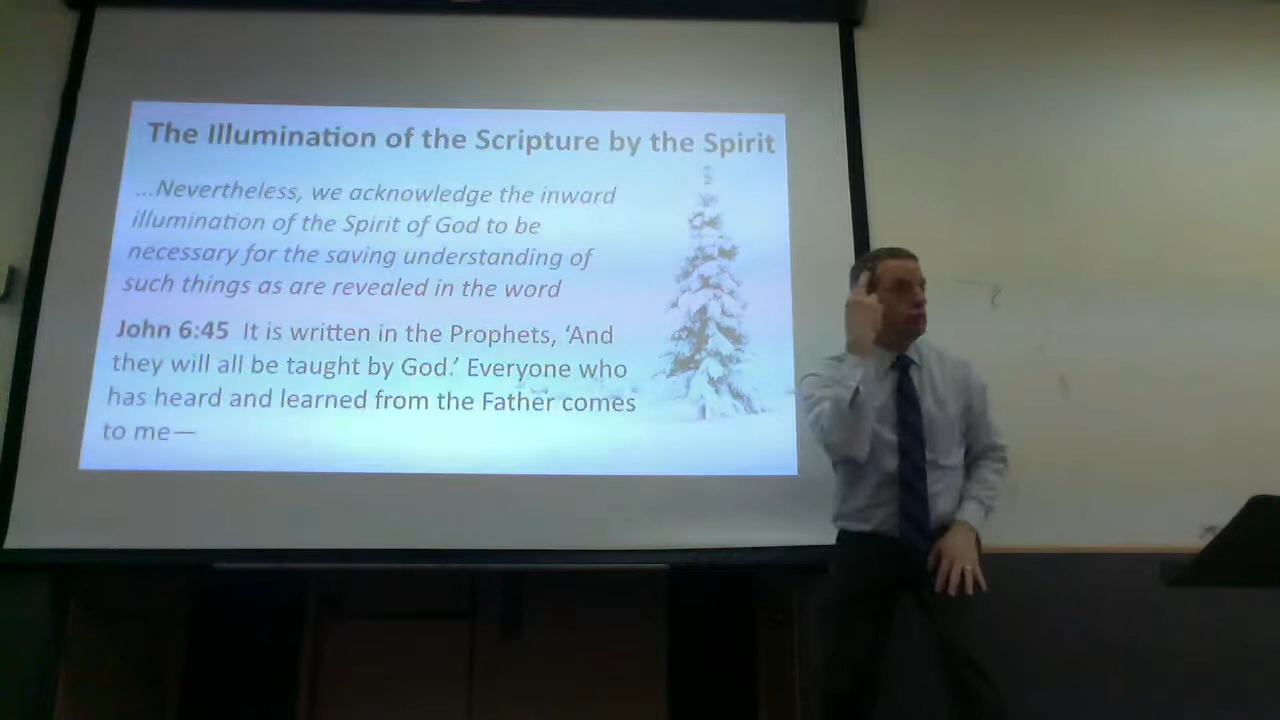 The Illumination of the Scripture by the Spirit
...Nevertheless, we acknowledge the inward
illumination of the Spirit of God to be
necessary for the saving understanding of
such things as are revealed in the word
John 6:45 It is written in the Prophets, ‘And
they will all be taught by God.’ Everyone who
has heard and learned from the Father comes
to me—